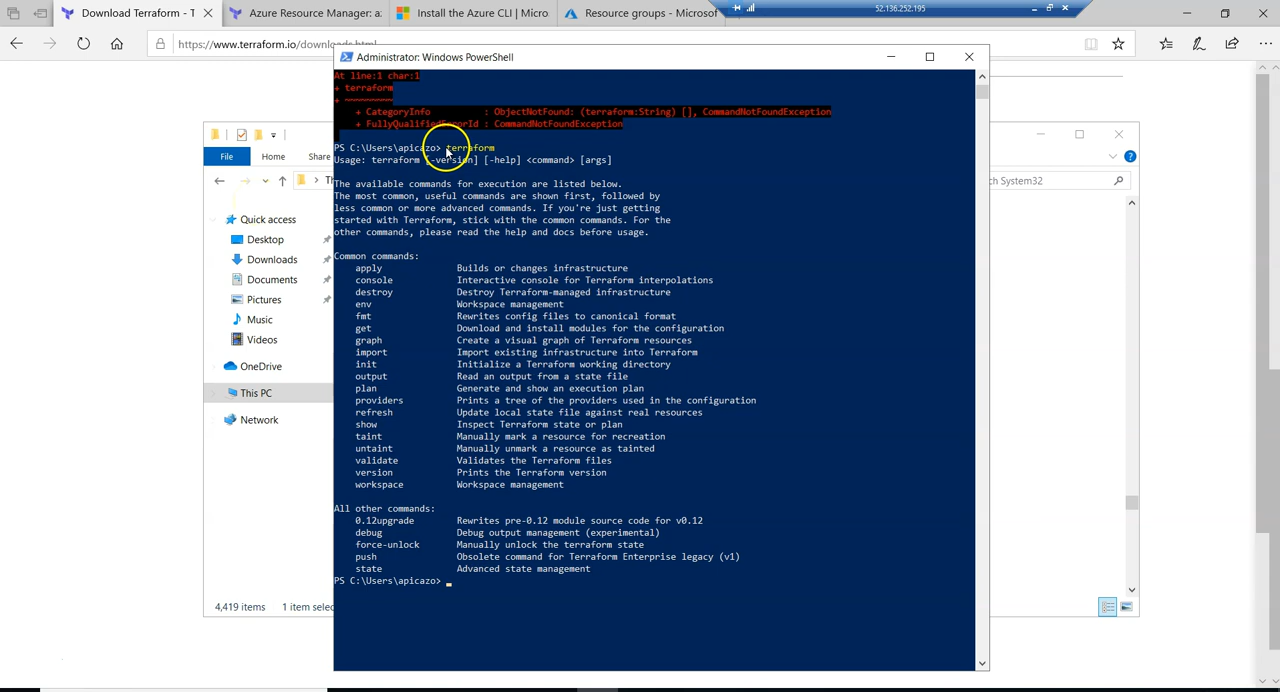 Download Terraform - T
Azure Resource Manager: a:
Install the Azure CLI | Micro
Resource groups - Microsof
52.136.252.195
https://www.terraform.io/downloads.html
Administrator: Windows PowerShell
At line:1 char:1
+ terraform
+ ~~~~~~~~~
+ CategoryInfo : ObjectNotFound: (terraform:String) [], CommandNotFoundException
+ FullyQualifiedErrorId : CommandNotFoundException
PS C:\Users\apicazo> terraform
Usage: terraform [-version] [-help] <command> [args]
The available commands for execution are listed below.
The most common, useful commands are shown first, followed by
less common or more advanced commands. If you're just getting
started with Terraform, stick with the common commands. For the
other commands, please read the help and docs before usage.
Common commands:
apply Builds or changes infrastructure
console Interactive console for Terraform interpolations
destroy Destroy Terraform-managed infrastructure
env Workspace management
fmt Rewrites config files to canonical format
get Download and install modules for the configuration
graph Create a visual graph of Terraform resources
import Import existing infrastructure into Terraform
init Initialize a Terraform working directory
output Read an output from a state file
plan Generate and show an execution plan
providers Prints a tree of the providers used in the configuration
refresh Update local state file against real resources
show Inspect Terraform state or plan
taint Manually mark a resource for recreation
untaint Manually unmark a resource as tainted
validate Validates the Terraform files
version Prints the Terraform version
workspace Workspace management
All other commands:
0.12upgrade Rewrites pre-0.12 module source code for v0.12
debug Debug output management (experimental)
force-unlock Manually unlock the terraform state
push Obsolete command for Terraform Enterprise legacy (v1)
state Advanced state management
PS C:\Users\apicazo>
File
Home
Share
Th
ch System32
Quick access
Desktop
Downloads
Documents
Pictures
Music
Videos
OneDrive
This PC
Network
4,419 items
1 item selec